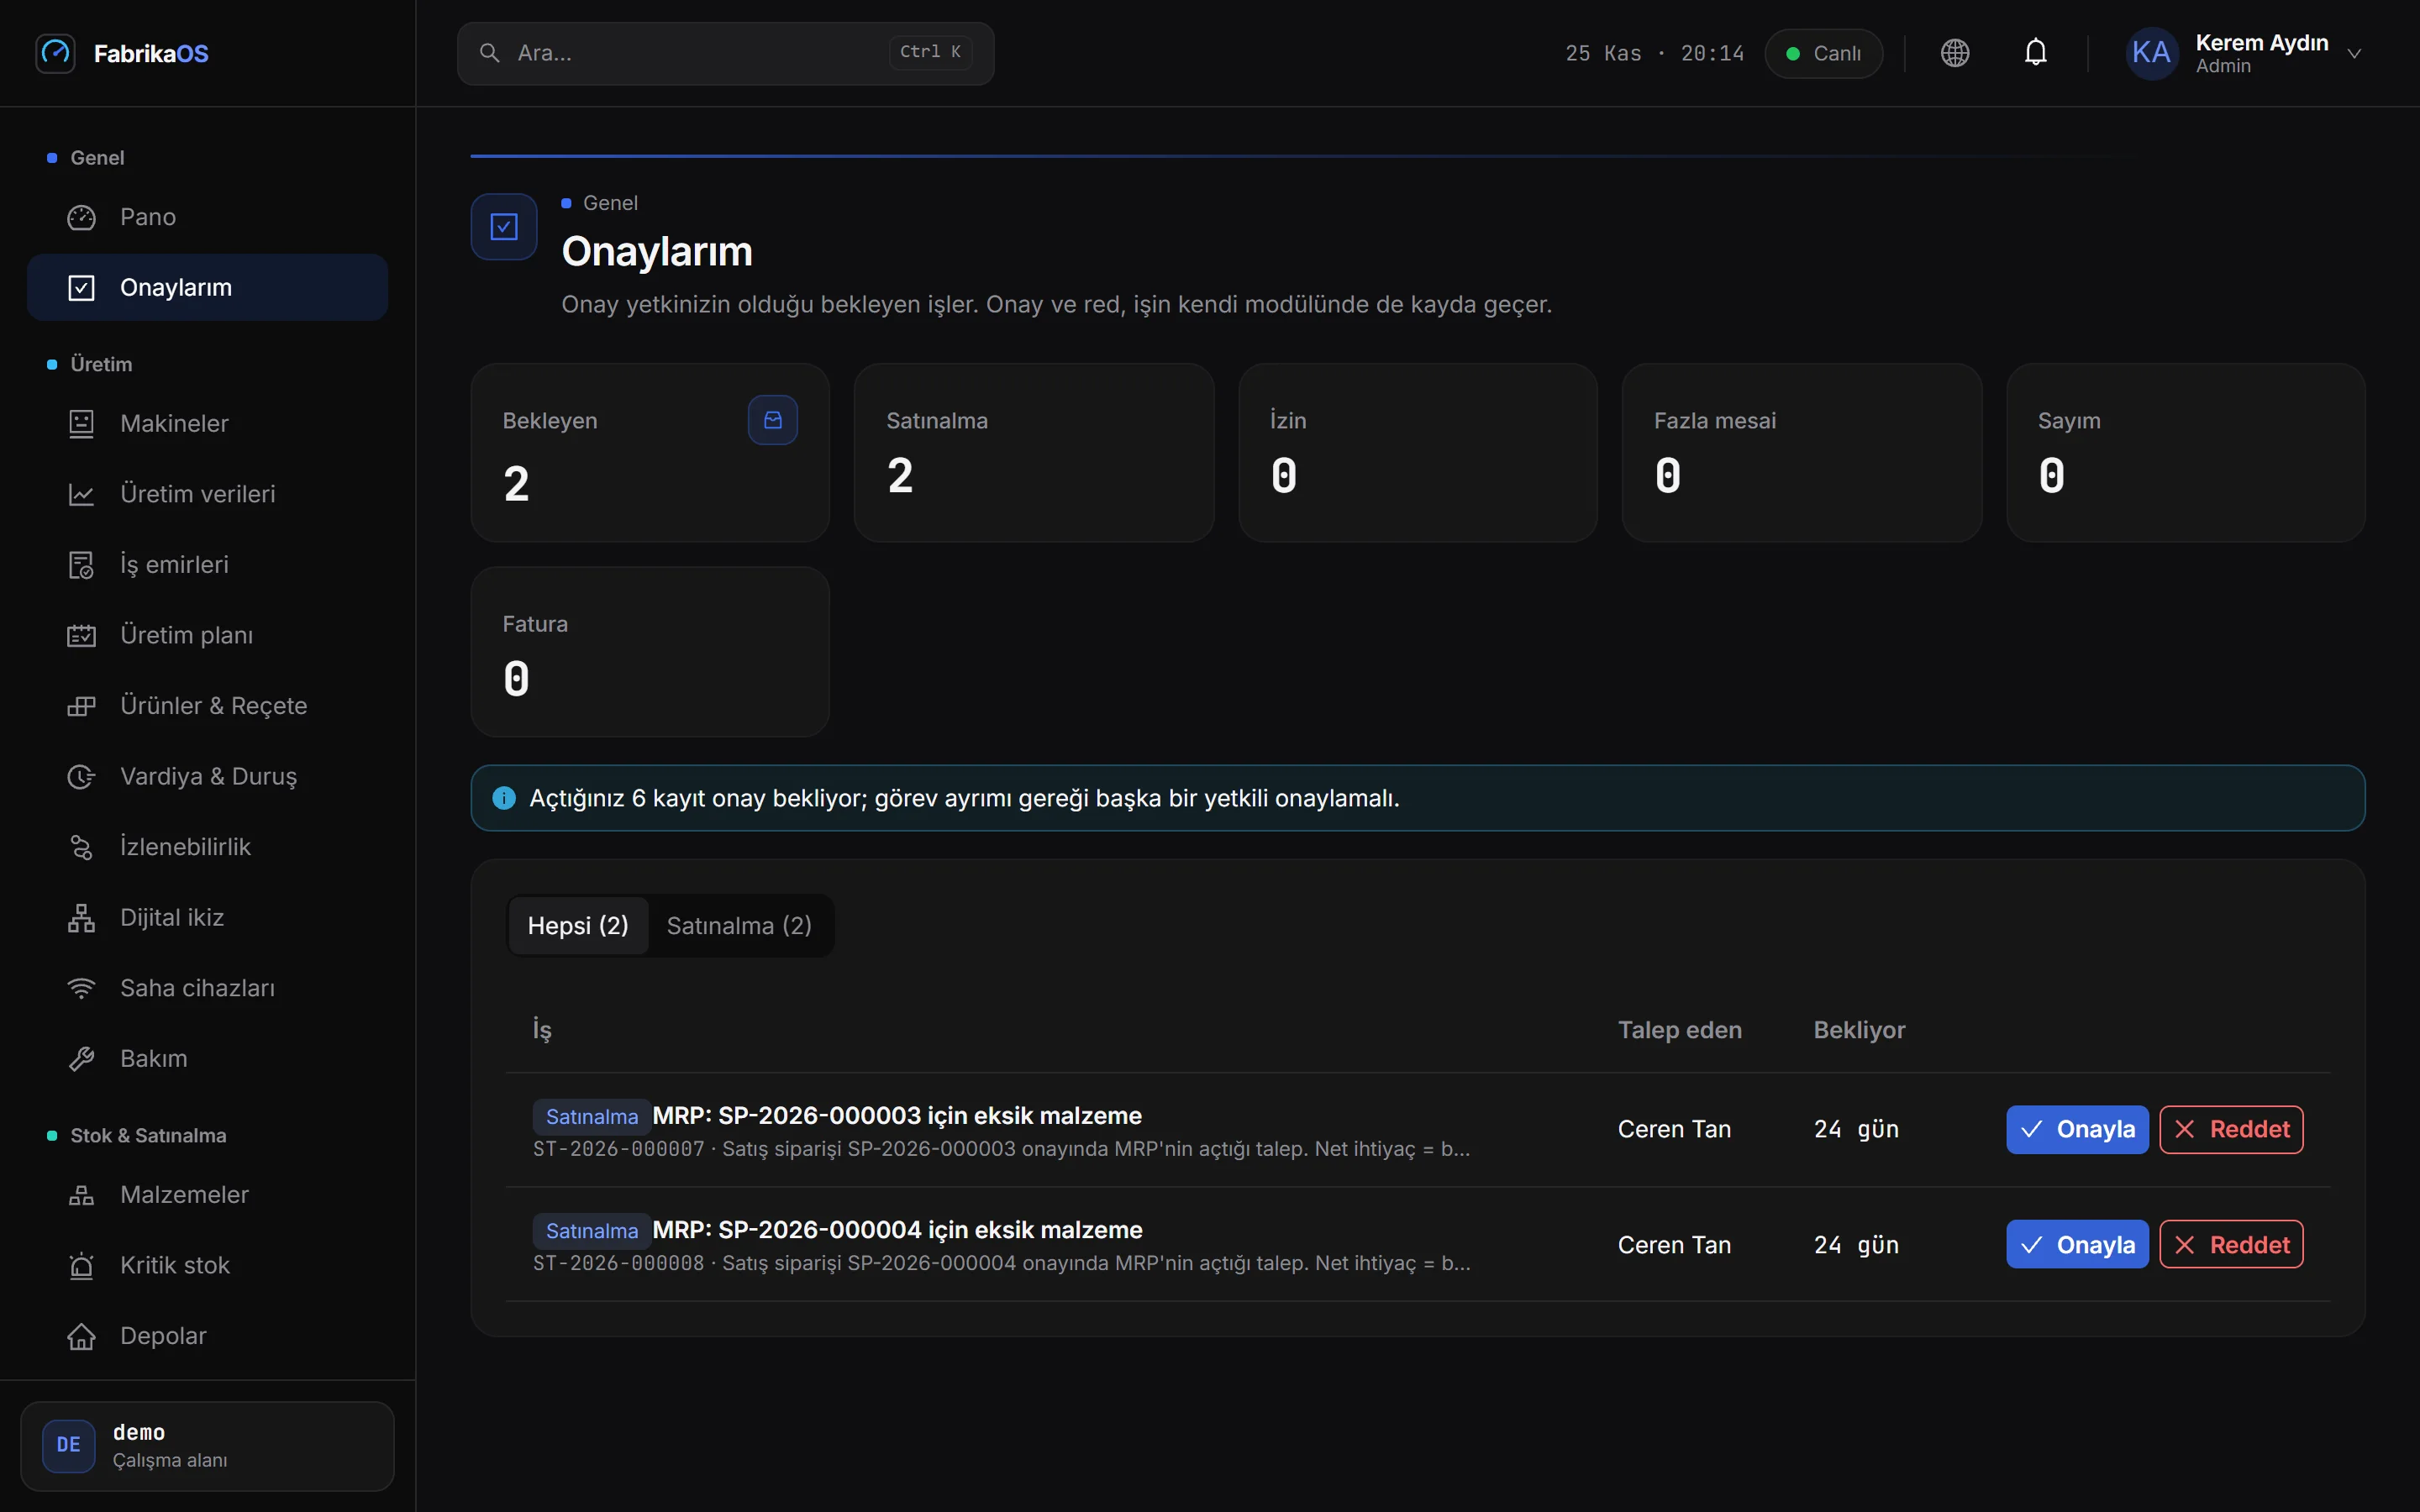 FabrikaOS
Ara...
Ctrl K
25 Kas · 20:14
Canlı
KA
Kerem Aydın
Admin
Genel
Pano
Onaylarım
Üretim
Makineler
Üretim verileri
İş emirleri
Üretim planı
Ürünler & Reçete
Vardiya & Duruş
İzlenebilirlik
Dijital ikiz
Saha cihazları
Bakım
Stok & Satınalma
Malzemeler
Kritik stok
Depolar
DE
demo
Çalışma alanı
Genel
Onaylarım
Onay yetkinizin olduğu bekleyen işler. Onay ve red, işin kendi modülünde de kayda geçer.
Bekleyen
2
Satınalma
2
İzin
0
Fazla mesai
0
Sayım
0
Fatura
0
Açtığınız 6 kayıt onay bekliyor; görev ayrımı gereği başka bir yetkili onaylamalı.
Hepsi (2)
Satınalma (2)
İş
Talep eden
Bekliyor
Satınalma MRP: SP-2026-000003 için eksik malzeme
ST-2026-000007 · Satış siparişi SP-2026-000003 onayında MRP'nin açtığı talep. Net ihtiyaç = b...
Ceren Tan
24 gün
Onayla
Reddet
Satınalma MRP: SP-2026-000004 için eksik malzeme
ST-2026-000008 · Satış siparişi SP-2026-000004 onayında MRP'nin açtığı talep. Net ihtiyaç = b...
Ceren Tan
24 gün
Onayla
Reddet